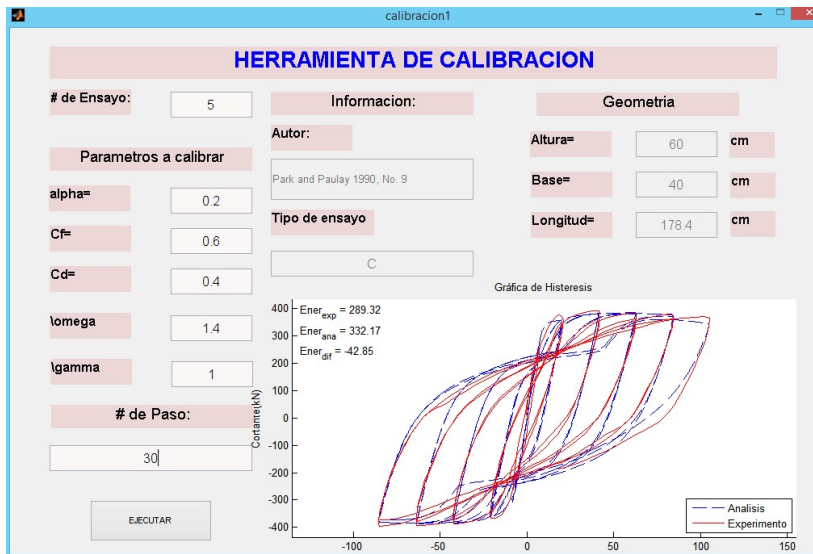 calibracion1
HERRAMIENTA DE CALIBRACION
# de Ensayo:
5
Parametros a calibrar
alpha=
0.2
Cf=
0.6
Cd=
0.4
\omega
1.4
\gamma
1
# de Paso:
30
EJECUTAR
Informacion:
Autor:
Park and Paulay 1990, No. 9
Tipo de ensayo
C
Geometria
Altura=
60
cm
Base=
40
cm
Longitud=
178.4
cm
Gráfica de Histeresis
Ener_exp = 289.32
Ener_ana = 332.17
Ener_dif = -42.85
Cortame(kN)
400
300
200
100
0
-100
-200
-300
-400
-100
-50
0
50
100
150
Analisis
Experimento